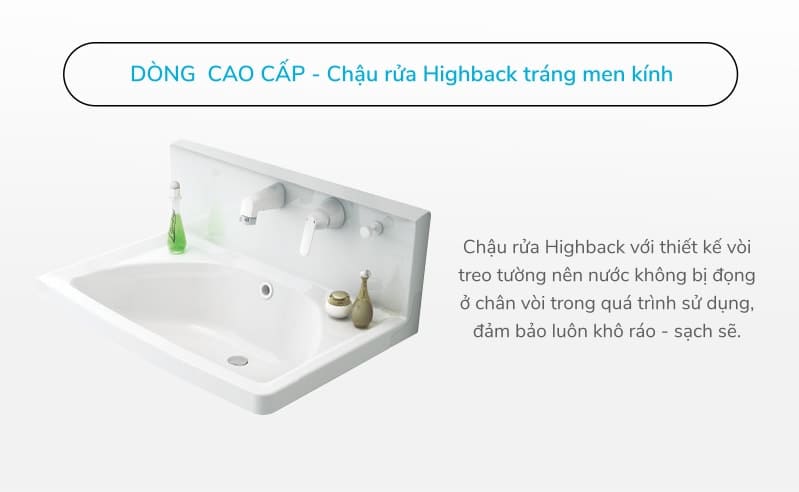 DÒNG CAO CẤP - Chậu rửa Highback tráng men kính
Chậu rửa Highback với thiết kế vòi
treo tường nên nước không bị đọng
ở chân vòi trong quá trình sử dụng,
đảm bảo luôn khô ráo - sạch sẽ.